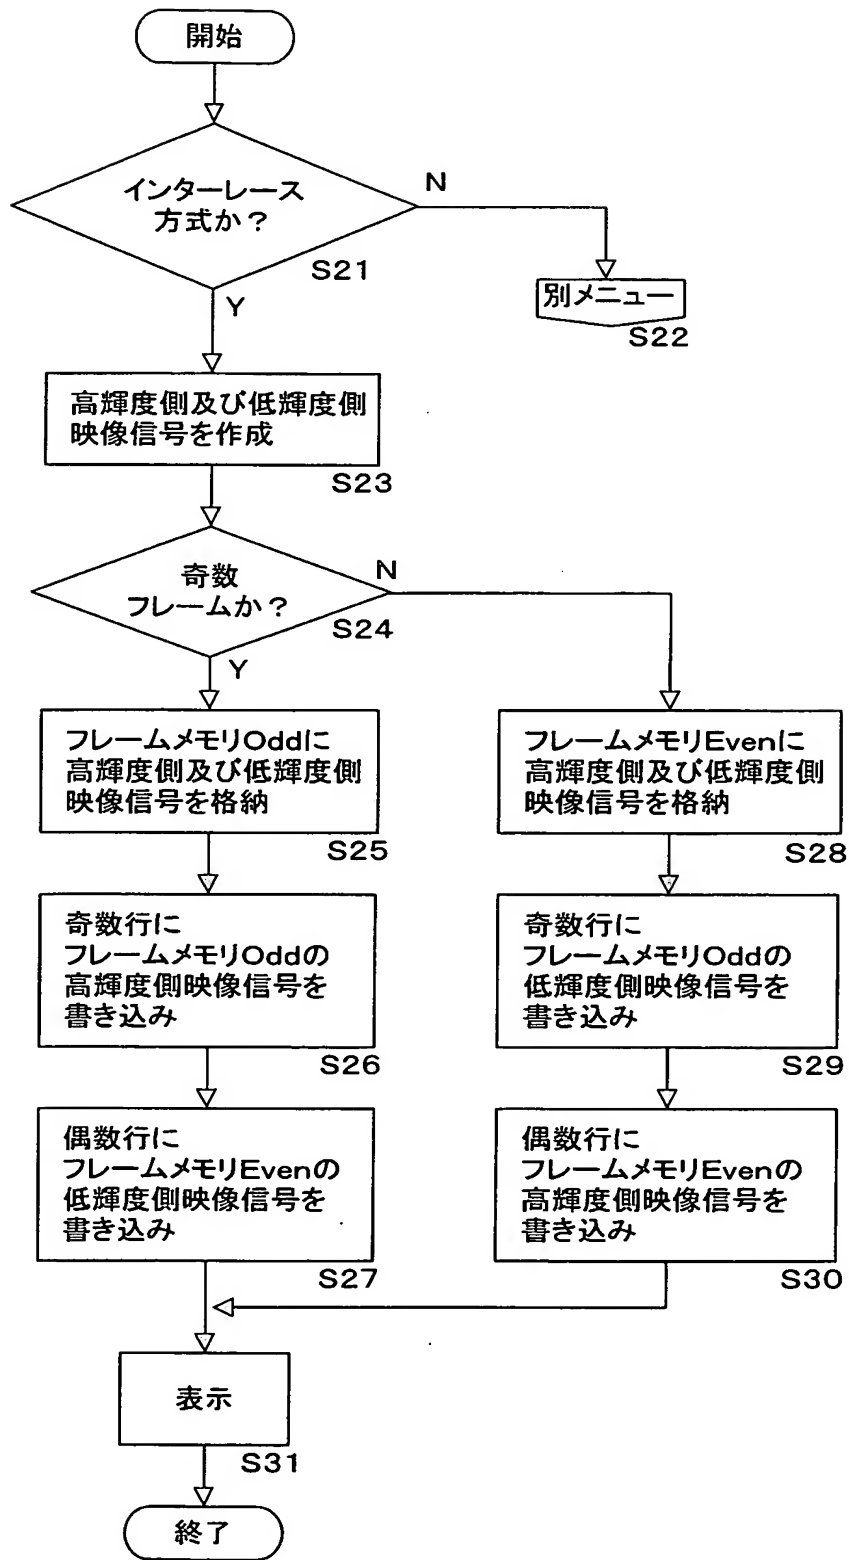 開始
インターレース
方式か?
S21
N
Y
別メニュー
S22
高輝度側及び低輝度側
映像信号を作成
S23
奇数
フレームか?
S24
N
Y
フレームメモリOddに
高輝度側及び低輝度側
映像信号を格納
S25
奇数行に
フレームメモリOddの
高輝度側映像信号を
書き込み
S26
偶数行に
フレームメモリEvenの
低輝度側映像信号を
書き込み
S27
フレームメモリEvenに
高輝度側及び低輝度側
映像信号を格納
S28
奇数行に
フレームメモリOddの
低輝度側映像信号を
書き込み
S29
偶数行に
フレームメモリEvenの
高輝度側映像信号を
書き込み
S30
表示
S31
終了